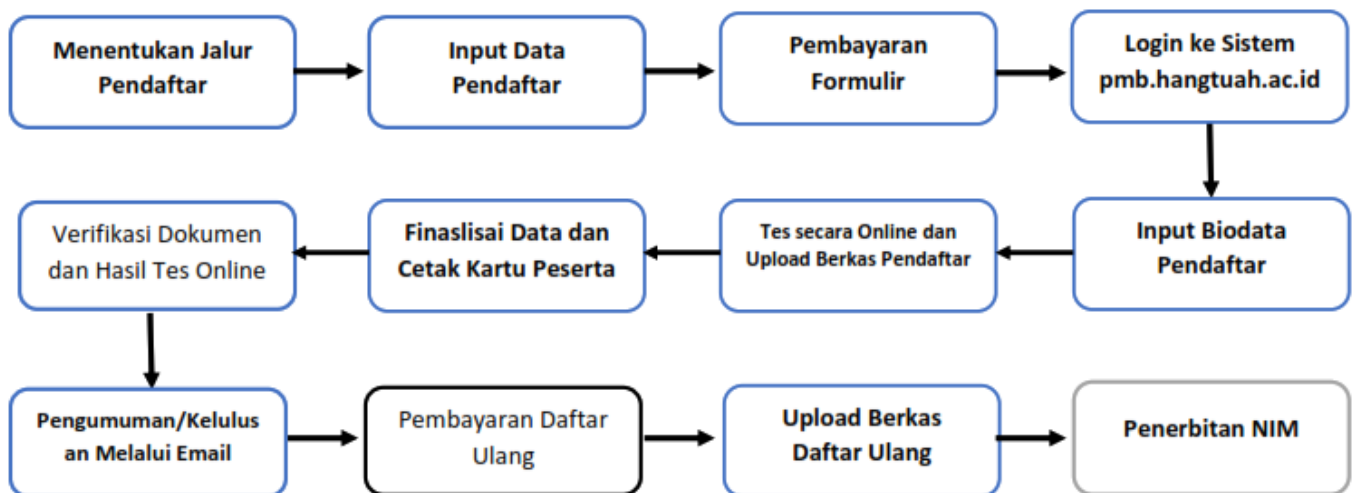 Menentukan Jalur
Pendaftar
Input Data
Pendaftar
Pembayaran
Formulir
Login ke Sistem
pmb.hangtuah.ac.id
Input Biodata
Pendaftar
Tes secara Online dan
Upload Berkas Pendaftar
Finaslisai Data dan
Cetak Kartu Peserta
Verifikasi Dokumen
dan Hasil Tes Online
Pengumuman/Kelulus
an Melalui Email
Pembayaran Daftar
Ulang
Upload Berkas
Daftar Ulang
Penerbitan NIM